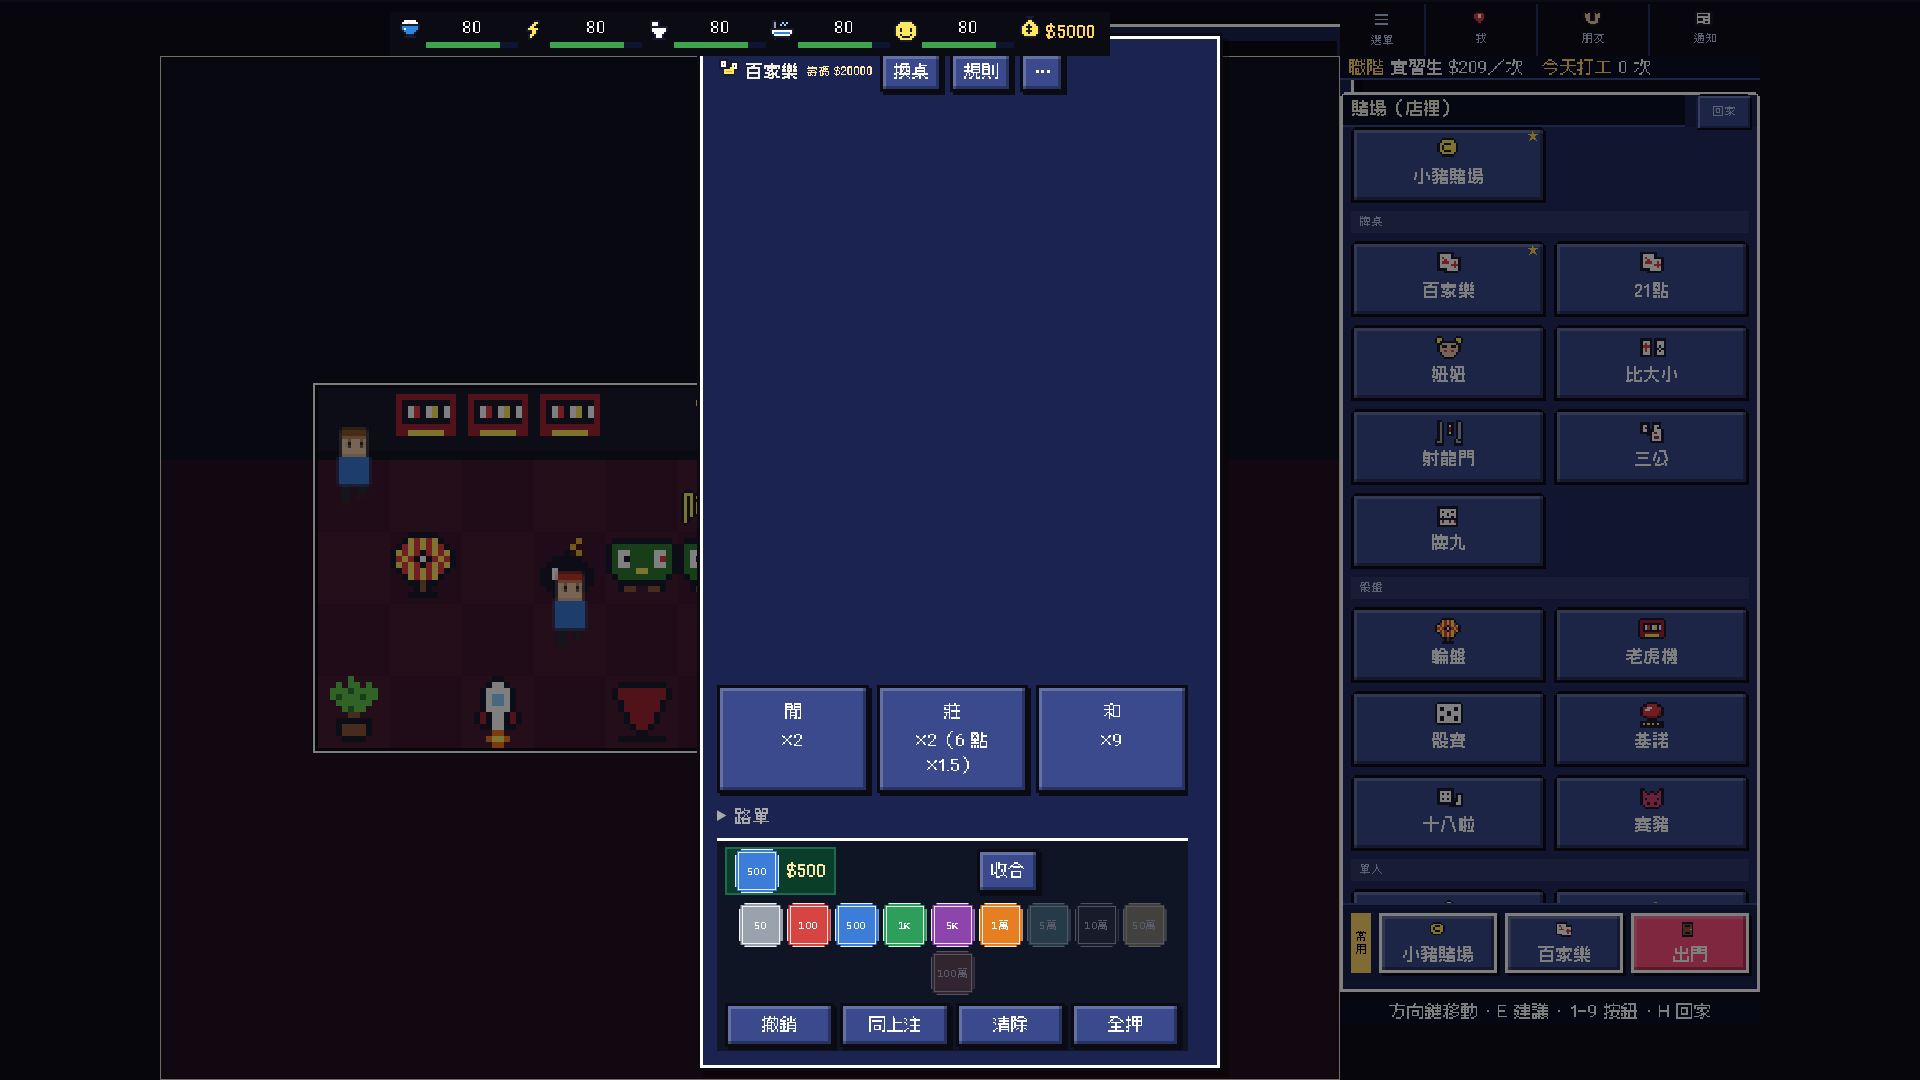 80
80
80
80
80
$5000
選單
我
朋友
通知
職階 實習生 $209／次 今天打工 0 次
百家樂 籌碼 $20000
換桌
規則
...
賭場（店裡）
回家
小豬賭場
牌桌
百家樂
21點
妞妞
比大小
射龍門
三公
牌九
骰盤
輪盤
老虎機
骰寶
基諾
十八啦
賽豬
單人
閒
×2
莊
×2（6 點
×1.5）
和
×9
▶ 路單
500
$500
收合
50
100
500
1K
5K
1萬
5萬
10萬
50萬
100萬
撤銷
同上注
清除
全押
常用
小豬賭場
百家樂
出門
方向鍵移動 · E 建議 · 1-9 按鈕 · H 回家